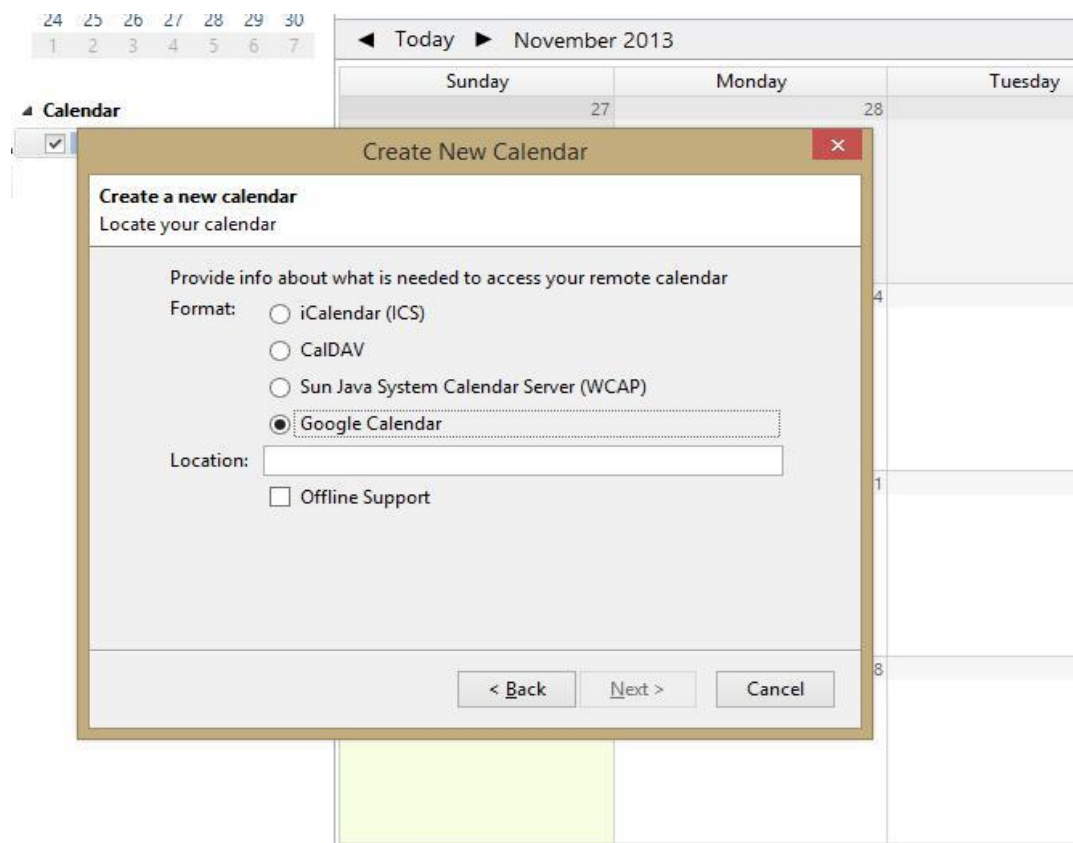 24 25 26 27 28 29 30
1 2 3 4 5 6 7
Calendar
Today November 2013
Sunday Monday Tuesday
27 28
Create New Calendar
Create a new calendar
Locate your calendar
Provide info about what is needed to access your remote calendar
Format:
iCalendar (ICS)
CalDAV
Sun Java System Calendar Server (WCAP)
Google Calendar
Location:
Offline Support
< Back Next > Cancel
4
1
8